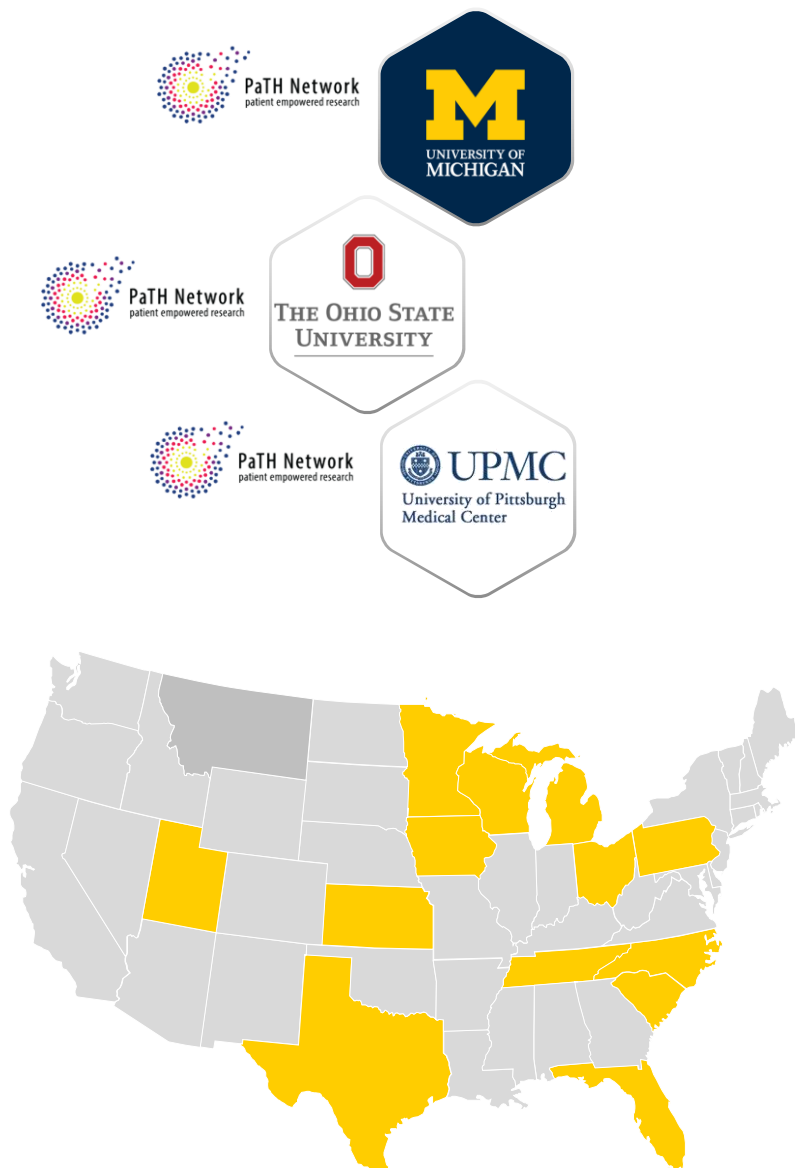 PaTH Network
patient empowered research
M
UNIVERSITY OF
MICHIGAN
O
THE OHIO STATE
UNIVERSITY
PaTH Network
patient empowered research
UPMC
University of Pittsburgh
Medical Center
PaTH Network
patient empowered research